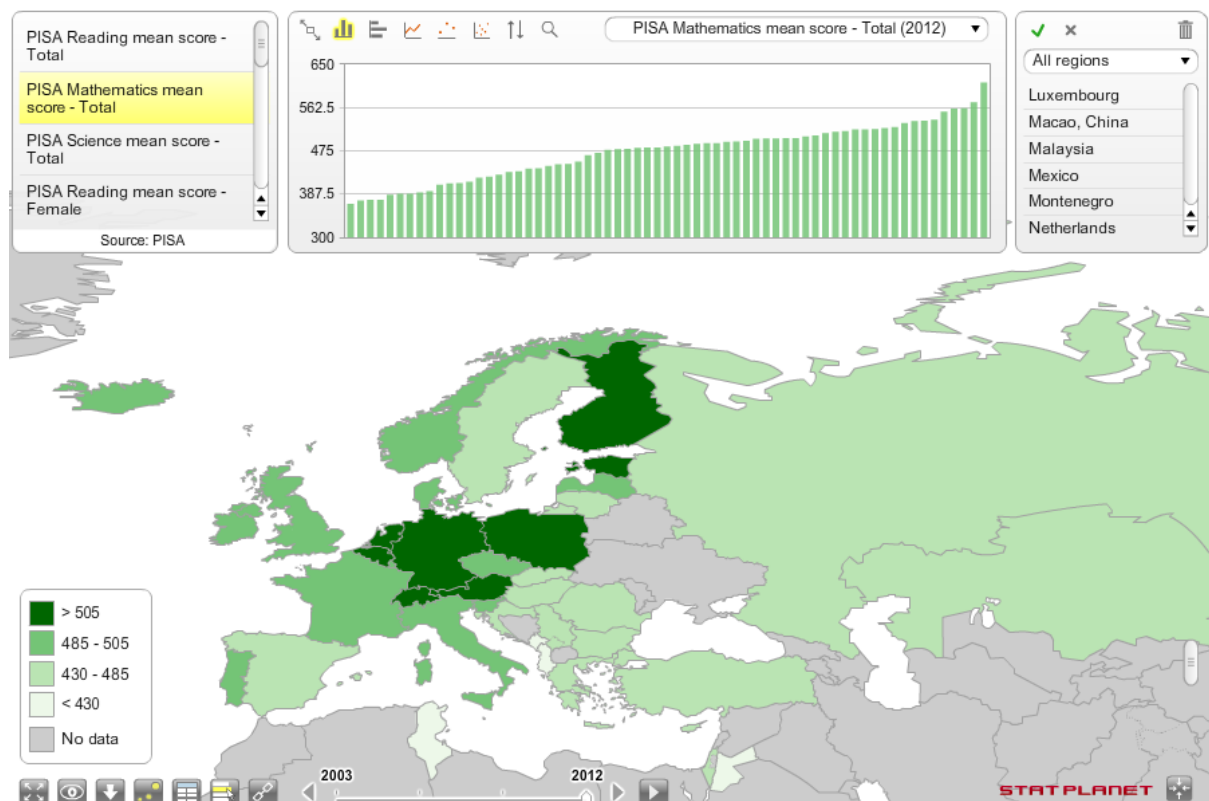 PISA Reading mean score -
Total
PISA Mathematics mean
score - Total
PISA Science mean score -
Total
PISA Reading mean score -
Female
Source: PISA
PISA Mathematics mean score - Total (2012)
650
562.5
475
387.5
300
All regions
Luxembourg
Macao, China
Malaysia
Mexico
Montenegro
Netherlands
> 505
485 - 505
430 - 485
< 430
No data
2003
2012
STATPLANET